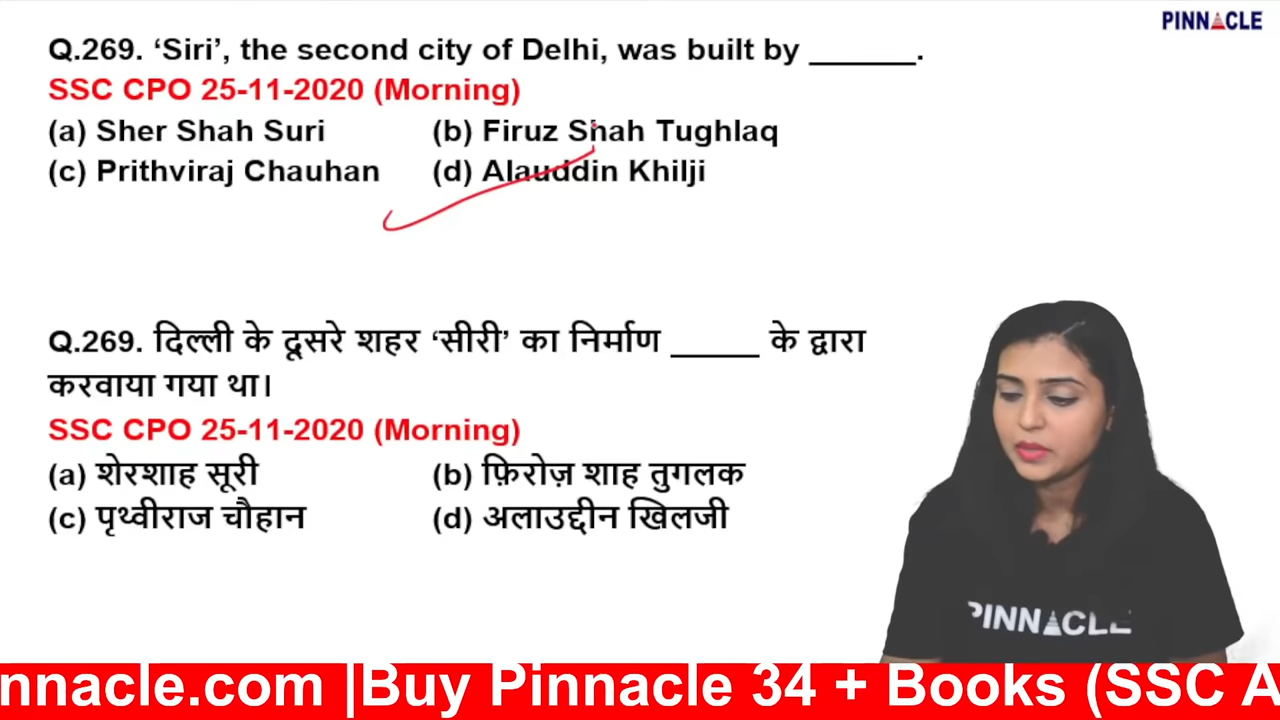 PINNACLE
Q.269. ‘Siri’, the second city of Delhi, was built by ______.
SSC CPO 25-11-2020 (Morning)
(a) Sher Shah Suri (b) Firuz Shah Tughlaq
(c) Prithviraj Chauhan (d) Alauddin Khilji
Q.269. दिल्ली के दूसरे शहर ‘सीरी’ का निर्माण _____ के द्वारा
करवाया गया था।
SSC CPO 25-11-2020 (Morning)
(a) शेरशाह सूरी (b) फ़िरोज़ शाह तुगलक
(c) पृथ्वीराज चौहान (d) अलाउद्दीन खिलजी
PINNACLE
nnacle.com |Buy Pinnacle 34 + Books (SSC A